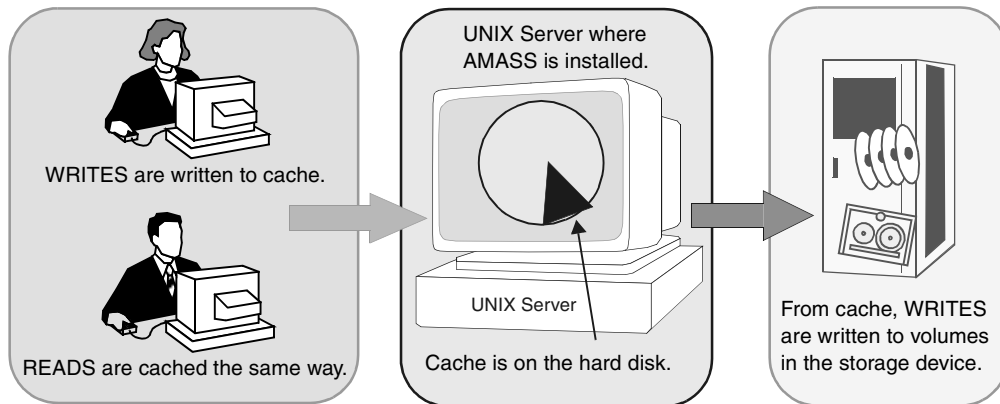 WRITES are written to cache.
READS are cached the same way.
UNIX Server where
AMASS is installed.
UNIX Server
Cache is on the hard disk.
From cache, WRITES
are written to volumes
in the storage device.